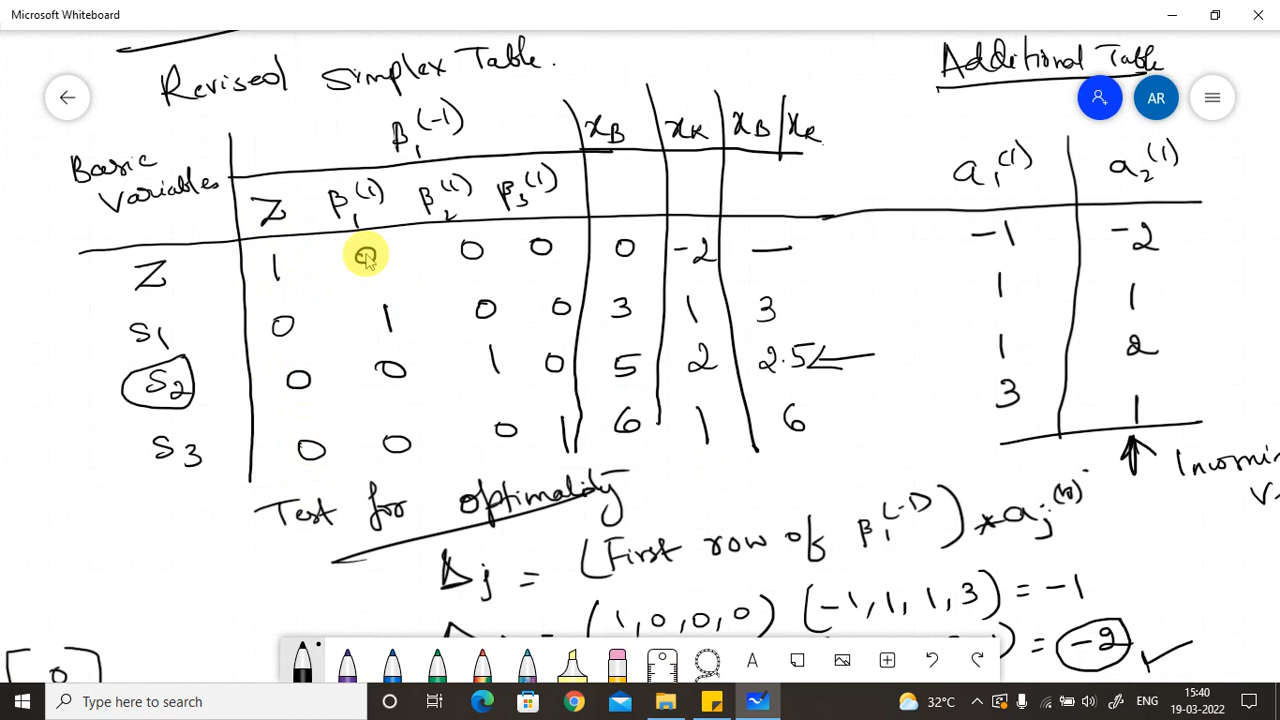 Microsoft Whiteboard
Revised Simplex Table.
Additional Table
AR
Basic Variables
β₁⁽⁻¹⁾ xB xK xB/xK
Z β₁⁽¹⁾ β₂⁽¹⁾ β₃⁽¹⁾
a₁⁽¹⁾ a₂⁽¹⁾
Z 1 0 0 0 0 -2 —
-1 -2
S1 0 1 0 0 3 1 3
1 1
S2 0 0 1 0 5 2 2.5 ←
1 2
S3 0 0 0 1 6 1 6
3 1
↑ Incomin
V
Test for optimality
Δj = (First row of β₁⁽⁻¹⁾) * aj
(1, 0, 0, 0) (-1, 1, 1, 3) = -1
) = -2 ✓
[0]
Type here to search
32°C
ENG
15:40
19-03-2022